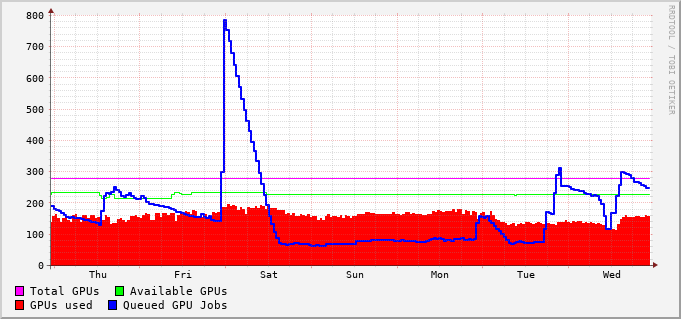 800
700
600
500
400
300
200
100
0
Thu Fri Sat Sun Mon Tue Wed
Total GPUs Available GPUs
GPUs used Queued GPU Jobs
RRDTOOL / TOBI OETIKER